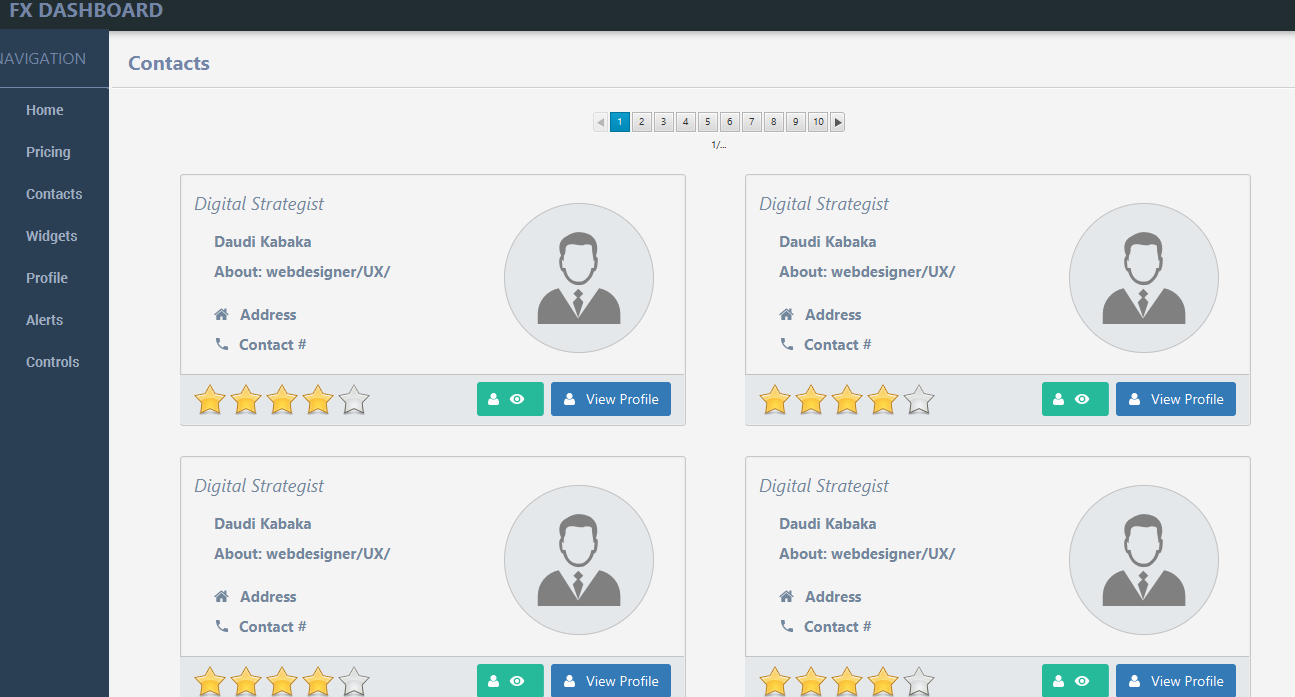 FX DASHBOARD
NAVIGATION
Home
Pricing
Contacts
Widgets
Profile
Alerts
Controls
Contacts
1 2 3 4 5 6 7 8 9 10
1/...
Digital Strategist
Daudi Kabaka
About: webdesigner/UX/
Address
Contact #
View Profile
Digital Strategist
Daudi Kabaka
About: webdesigner/UX/
Address
Contact #
View Profile
Digital Strategist
Daudi Kabaka
About: webdesigner/UX/
Address
Contact #
View Profile
Digital Strategist
Daudi Kabaka
About: webdesigner/UX/
Address
Contact #
View Profile